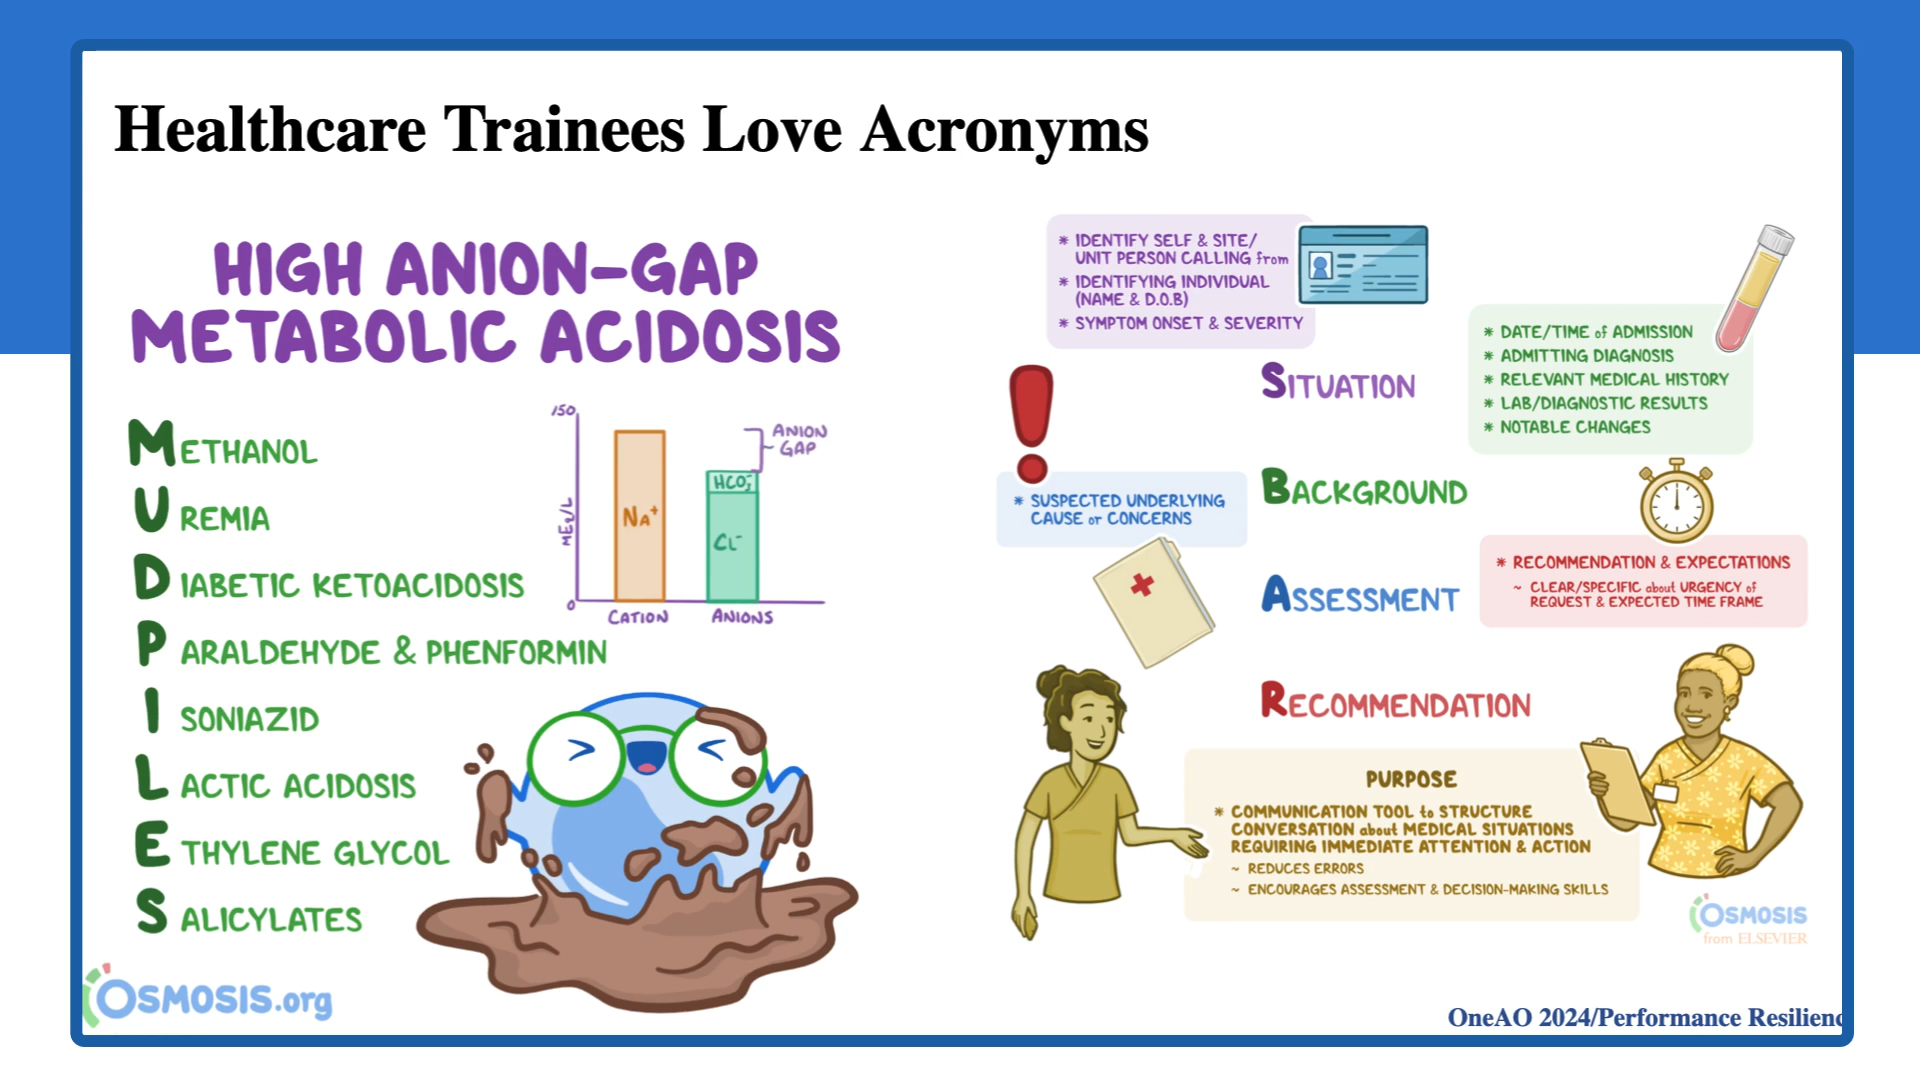 Healthcare Trainees Love Acronyms
HIGH ANION-GAP
METABOLIC ACIDOSIS
METHANOL
UREMIA
DIABETIC KETOACIDOSIS
PARALDEHYDE & PHENFORMIN
ISONIAZID
LACTIC ACIDOSIS
ETHYLENE GLYCOL
SALICYLATES
150
mEq/L
0
Na+
HCO3-
Cl-
ANION
GAP
CATION
ANIONS
OSMOSIS.org
* IDENTIFY SELF & SITE/
UNIT PERSON CALLING from
* IDENTIFYING INDIVIDUAL
(NAME & D.O.B)
* SYMPTOM ONSET & SEVERITY
SITUATION
* DATE/TIME of ADMISSION
* ADMITTING DIAGNOSIS
* RELEVANT MEDICAL HISTORY
* LAB/DIAGNOSTIC RESULTS
* NOTABLE CHANGES
BACKGROUND
* SUSPECTED UNDERLYING
CAUSE or CONCERNS
ASSESSMENT
* RECOMMENDATION & EXPECTATIONS
~ CLEAR/SPECIFIC about URGENCY of
REQUEST & EXPECTED TIME FRAME
RECOMMENDATION
PURPOSE
* COMMUNICATION TOOL to STRUCTURE
CONVERSATION about MEDICAL SITUATIONS
REQUIRING IMMEDIATE ATTENTION & ACTION
~ REDUCES ERRORS
~ ENCOURAGES ASSESSMENT & DECISION-MAKING SKILLS
OSMOSIS
from ELSEVIER
OneAO 2024/Performance Resilienc